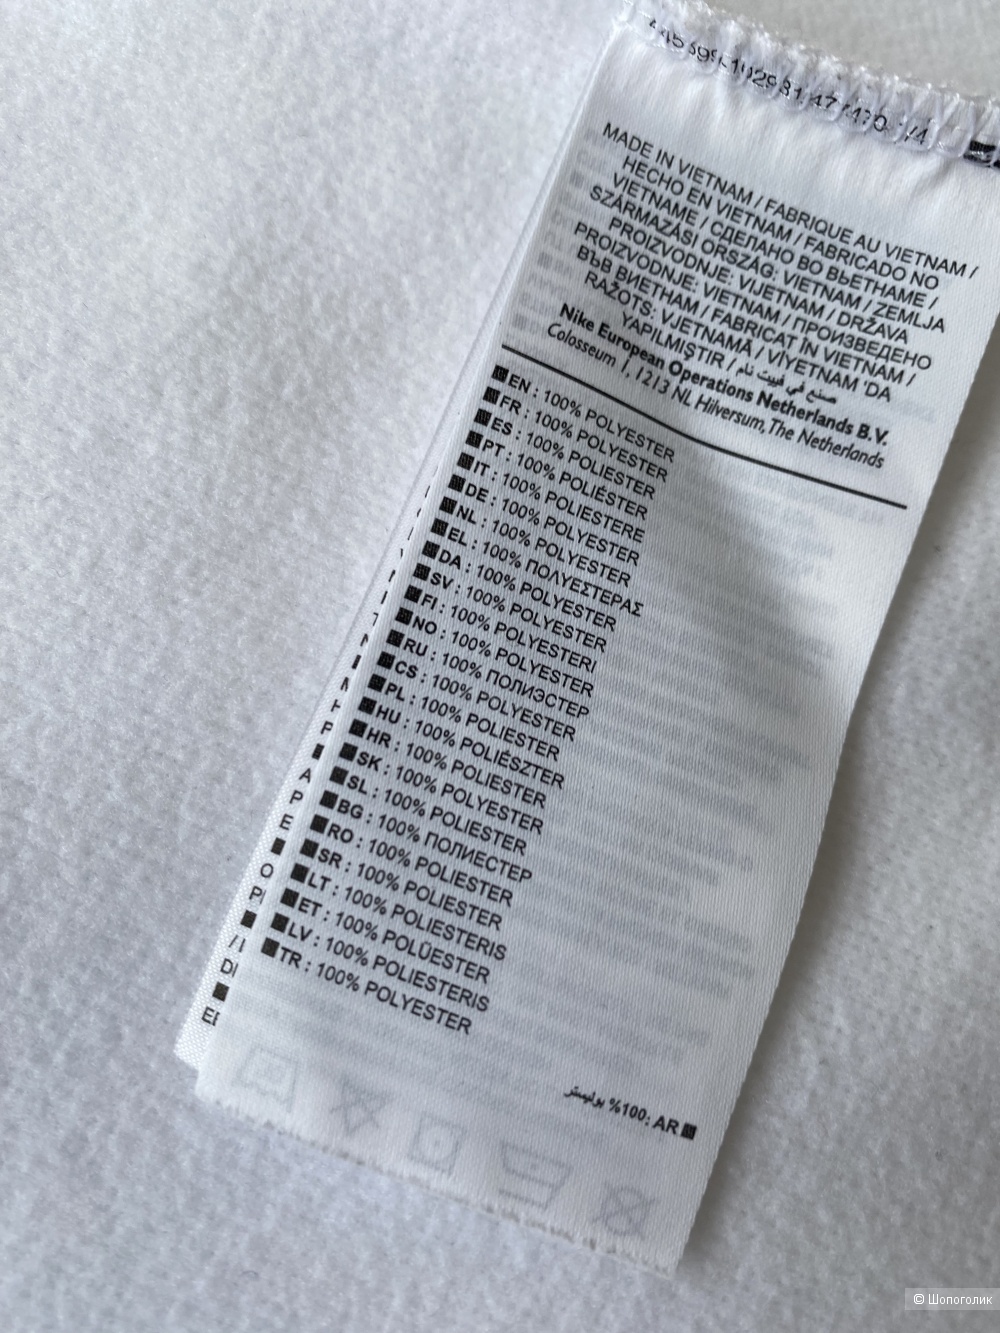 MADE IN VIETNAM / FABRIQUE AU VIETNAM /
HECHO EN VIETNAM / FABRICADO NO
VIETNAME / СДЕЛАНО ВО ВЬЕТНАМЕ /
SZÁRMAZÁSI ORSZÁG: VIETNAM / ZEMLJA
PROIZVODNJE: VIJETNAM / DRŽAVA
PROIZVODNJE: VIETNAM / ПРОИЗВЕДЕНО
ВЪВ ВИЕТНАМ / FABRICAT ÎN VIETNAM /
RAŽOTS: VJETNAMĀ / VİYETNAM 'DA
YAPILMIŞTIR / صنع في فييت نام
Nike European Operations Netherlands B.V.
Colosseum 1, 1213 NL Hilversum, The Netherlands
EN : 100% POLYESTER
FR : 100% POLYESTER
ES : 100% POLIESTER
PT : 100% POLIÉSTER
IT : 100% POLIESTERE
DE : 100% POLYESTER
NL : 100% POLYESTER
EL : 100% ΠΟΛΥΕΣΤΕΡΑΣ
DA : 100% POLYESTER
SV : 100% POLYESTER
FI : 100% POLYESTERI
NO : 100% POLYESTER
RU : 100% ПОЛИЭСТЕР
CS : 100% POLYESTER
PL : 100% POLIESTER
HU : 100% POLIÉSZTER
HR : 100% POLIESTER
SK : 100% POLYESTER
SL : 100% POLIESTER
BG : 100% ПОЛИЕСТЕР
RO : 100% POLIESTER
SR : 100% POLIESTER
LT : 100% POLIESTERIS
ET : 100% POLÜESTER
LV : 100% POLIESTERIS
TR : 100% POLYESTER
AR :100% بوليستر
© Шопоголик